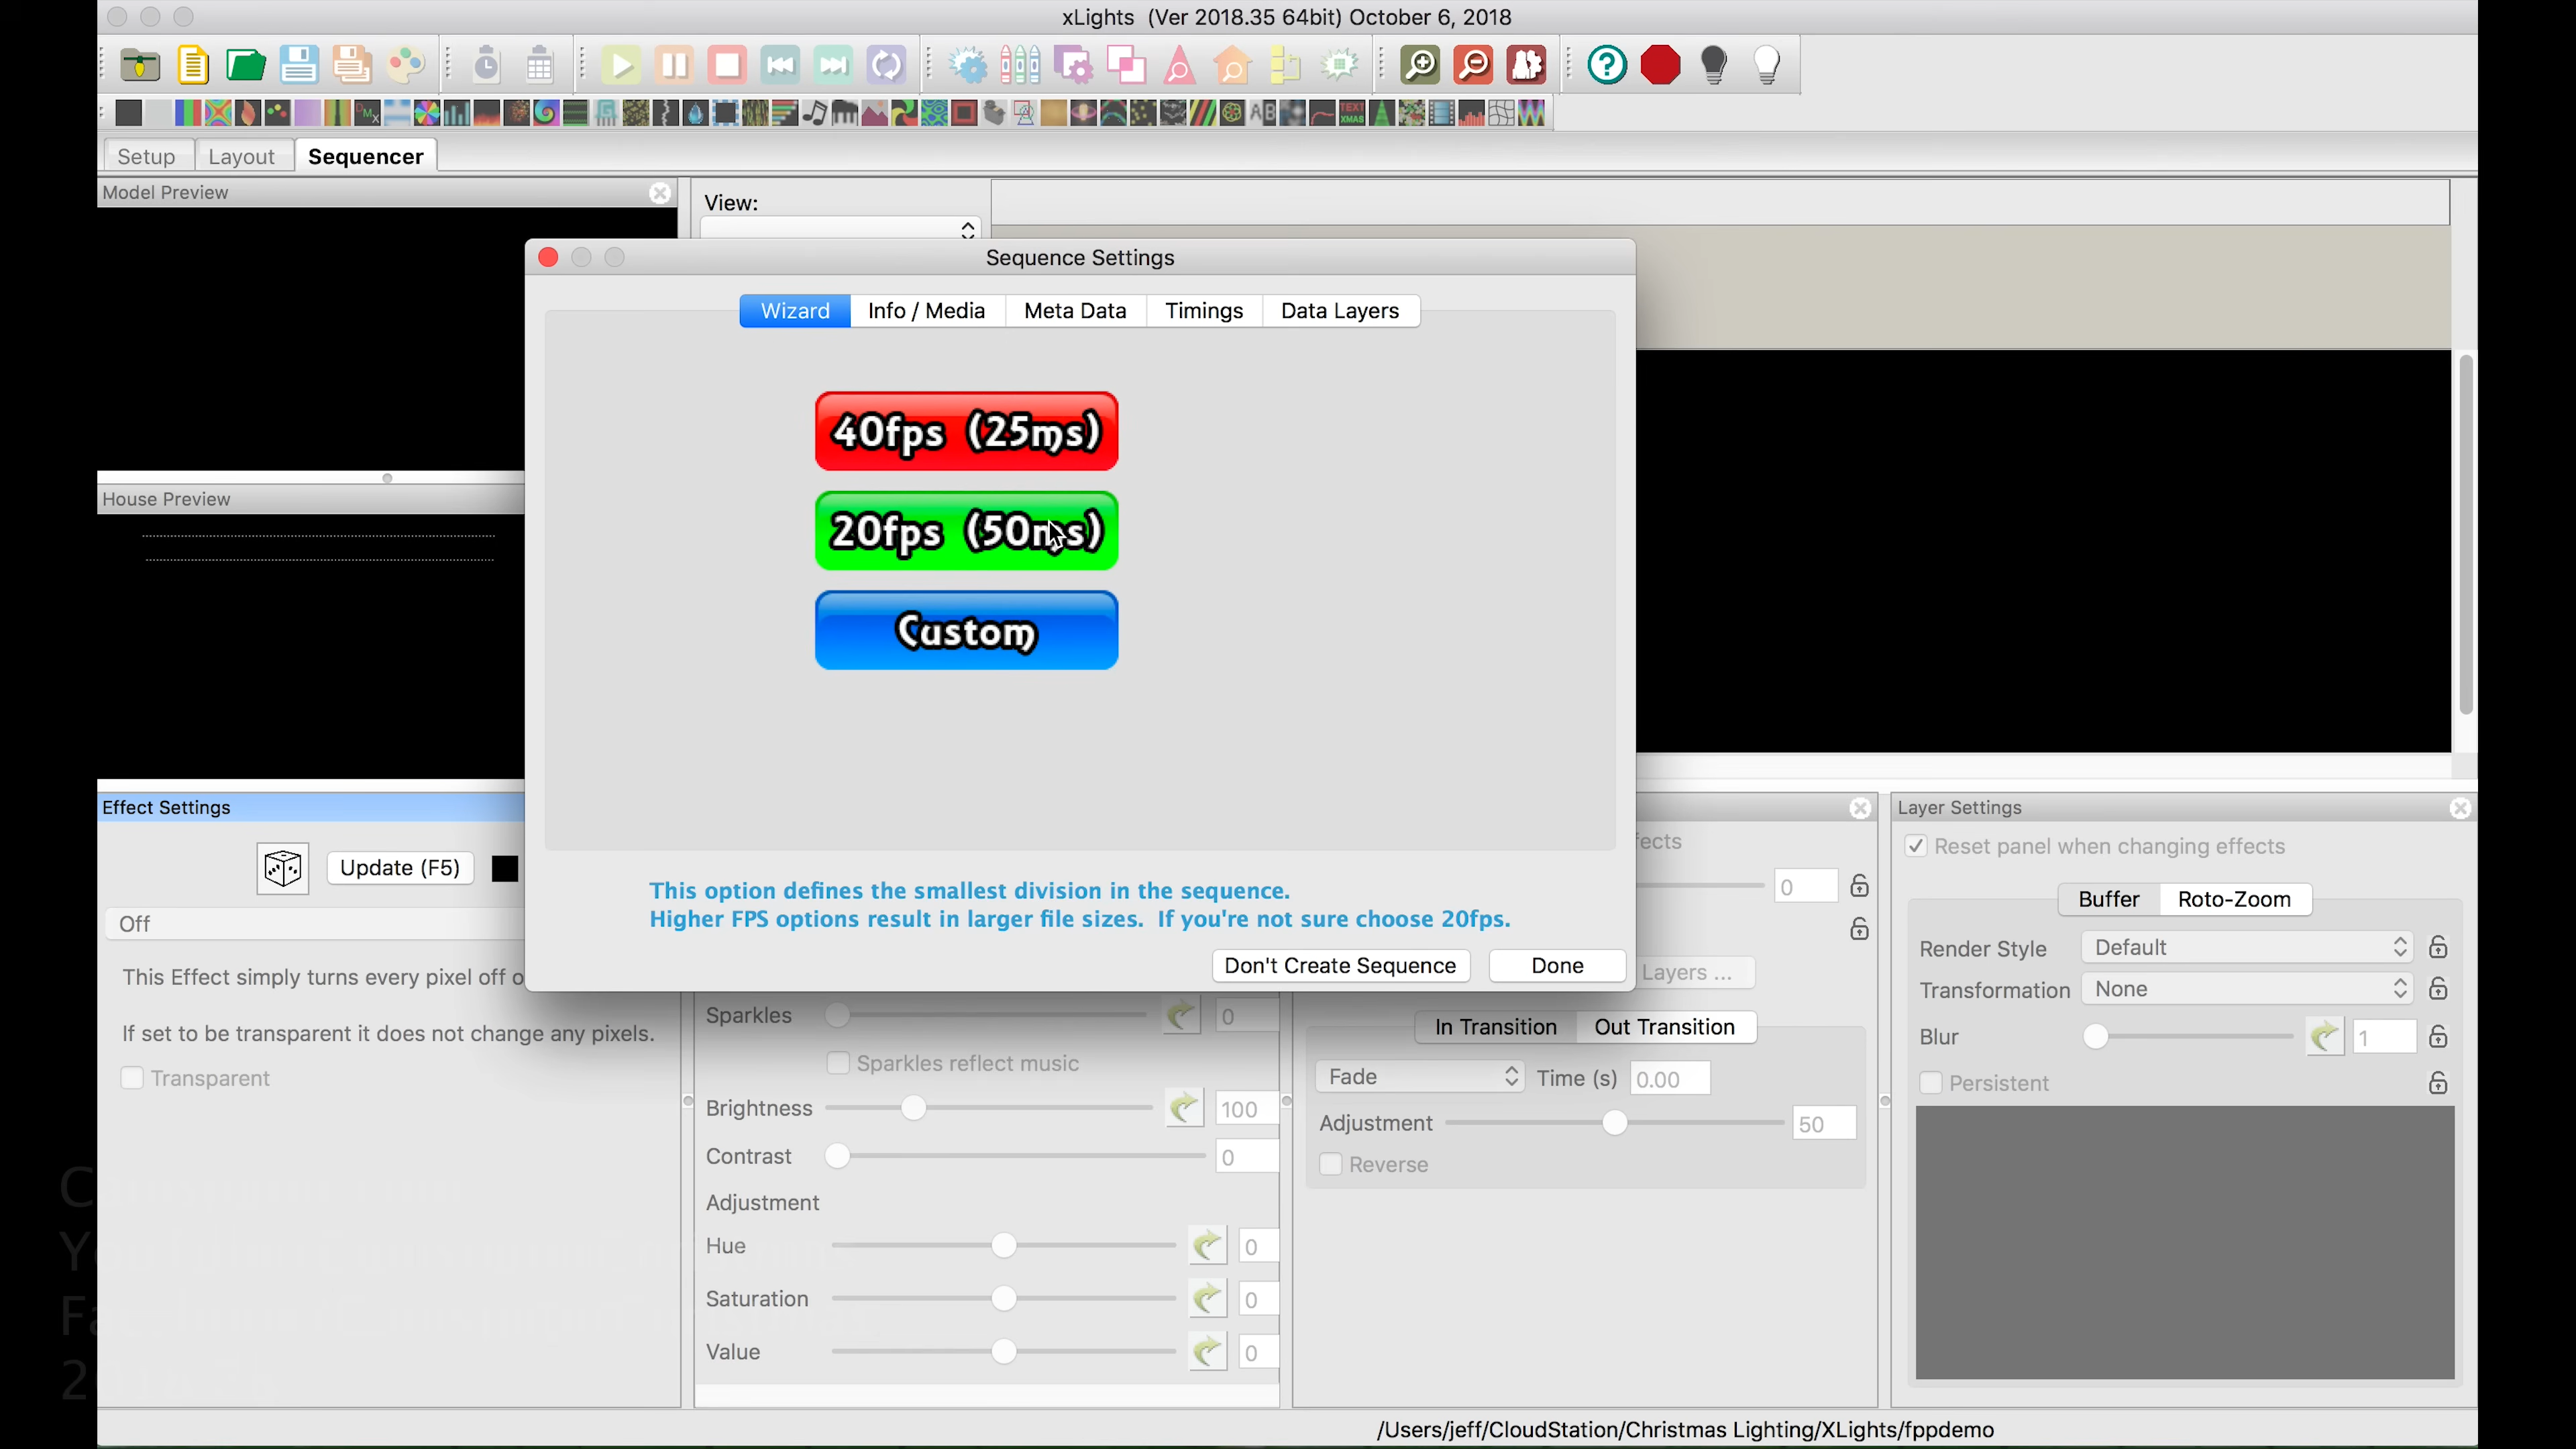 xLights (Ver 2018.35 64bit) October 6, 2018
Setup
Layout
Sequencer
Model Preview
View:
House Preview
Sequence Settings
Wizard
Info / Media
Meta Data
Timings
Data Layers
40fps (25ms)
20fps (50ms)
Custom
This option defines the smallest division in the sequence.
Higher FPS options result in larger file sizes. If you're not sure choose 20fps.
Don't Create Sequence
Done
Effect Settings
Update (F5)
Off
This Effect simply turns every pixel off o
If set to be transparent it does not change any pixels.
Transparent
Sparkles
0
Sparkles reflect music
Brightness
100
Contrast
0
Adjustment
Hue
0
Saturation
0
Value
0
fects
0
Layers ...
In Transition
Out Transition
Fade
Time (s)
0.00
Adjustment
50
Reverse
Layer Settings
Reset panel when changing effects
Buffer
Roto-Zoom
Render Style
Default
Transformation
None
Blur
1
Persistent
/Users/jeff/CloudStation/Christmas Lighting/XLights/fppdemo